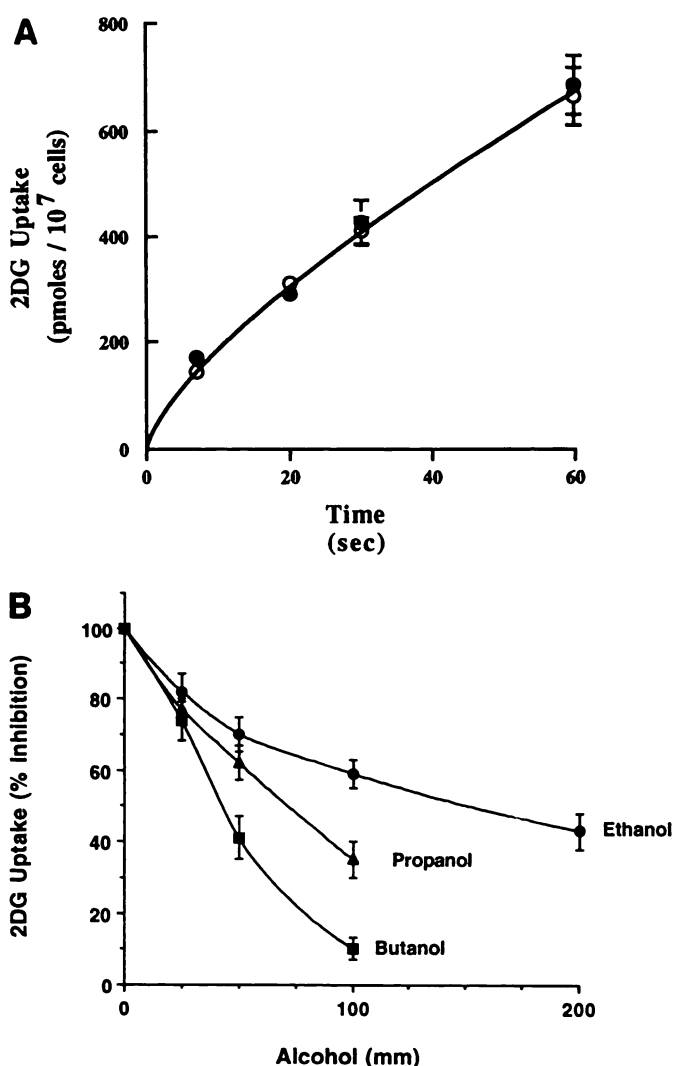 A
800
600
400
200
0
0
20
40
60
2DG Uptake
(pmoles / 10^7 cells)
Time
(sec)
B
100
80
60
40
20
0
0
100
200
2DG Uptake (% Inhibition)
Ethanol
Propanol
Butanol
Alcohol (mm)